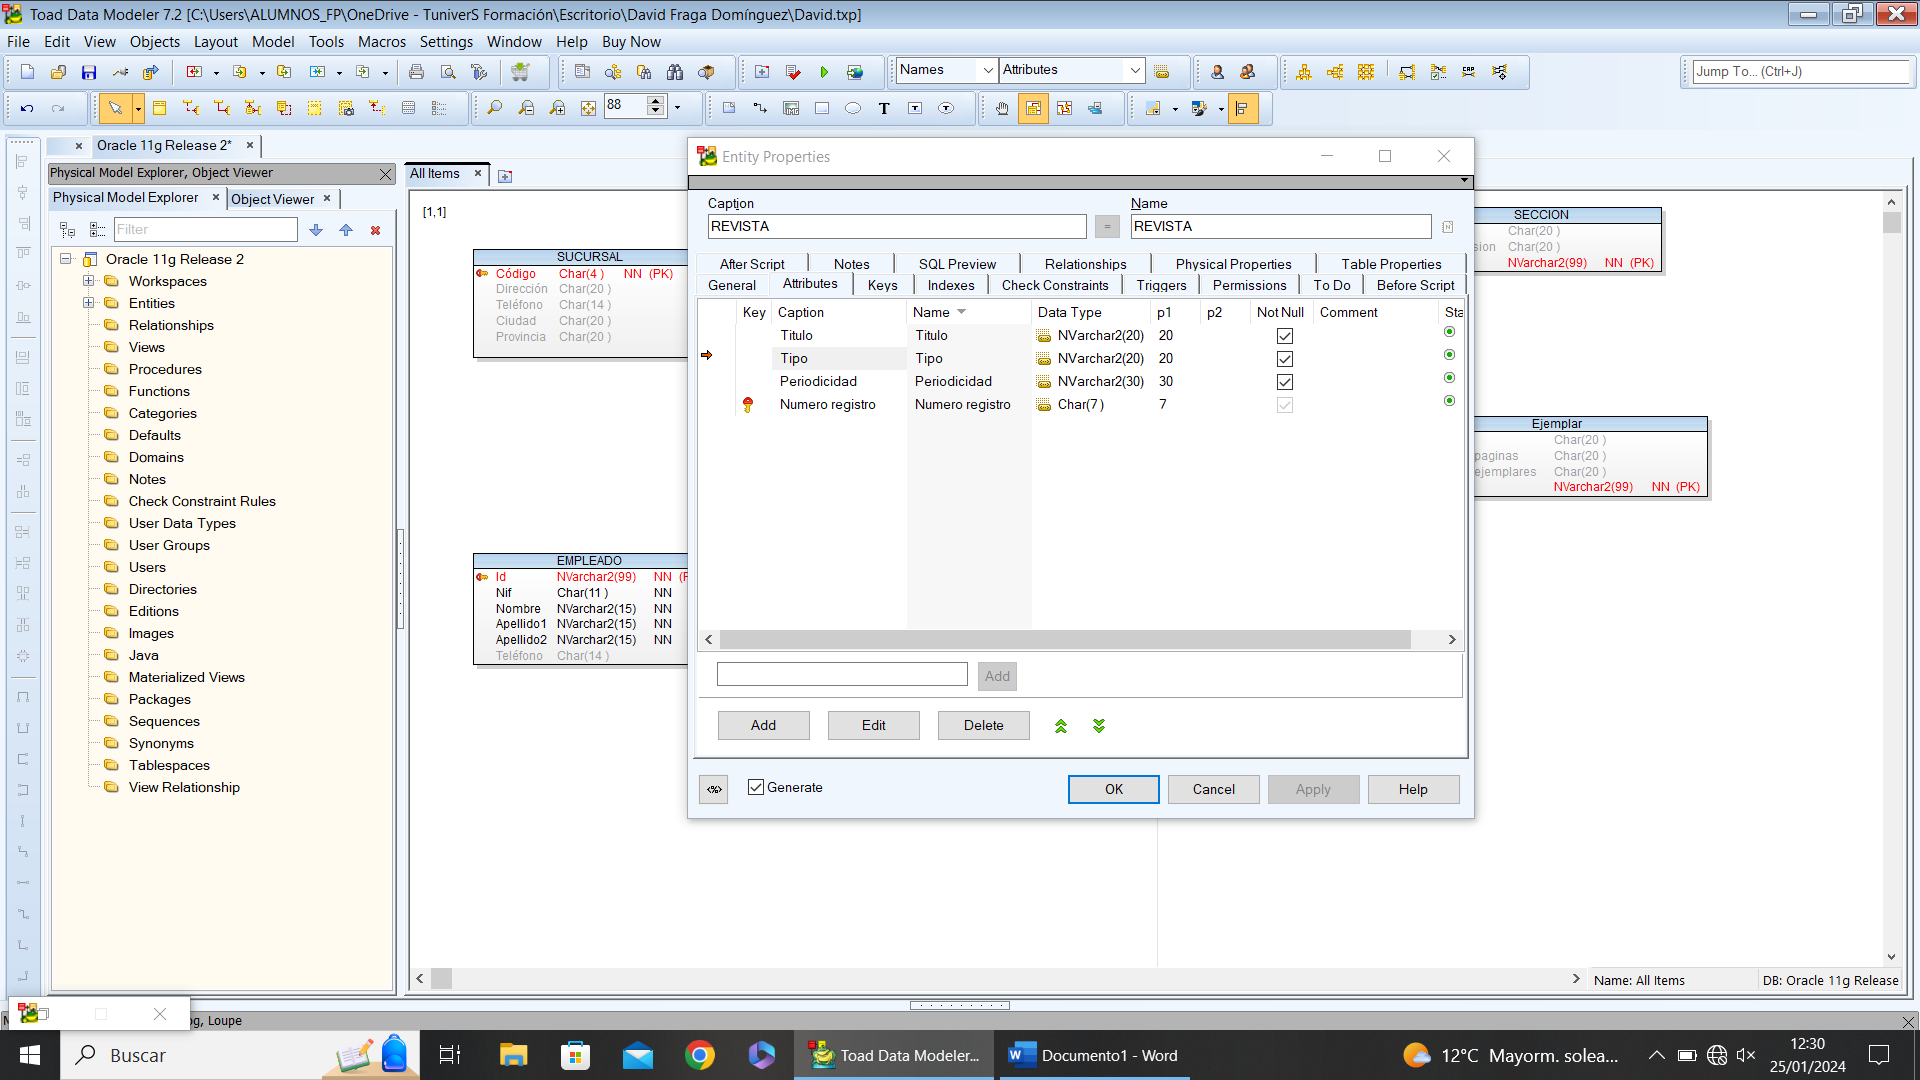 Toad Data Modeler 7.2 [C:\Users\ALUMNOS_FP\OneDrive - TuniverS Formación\Escritorio\David Fraga Domínguez\David.txp]
File Edit View Objects Layout Model Tools Macros Settings Window Help Buy Now
Names Attributes Jump To... (Ctrl+J)
88
Oracle 11g Release 2*
Physical Model Explorer, Object Viewer
Physical Model Explorer Object Viewer
Filter
Oracle 11g Release 2
Workspaces
Entities
Relationships
Views
Procedures
Functions
Categories
Defaults
Domains
Notes
Check Constraint Rules
User Data Types
User Groups
Users
Directories
Editions
Images
Java
Materialized Views
Packages
Sequences
Synonyms
Tablespaces
View Relationship
All Items
[1,1]
SUCURSAL
Código Char(4 ) NN (PK)
Dirección Char(20 )
Teléfono Char(14 )
Ciudad Char(20 )
Provincia Char(20 )
EMPLEADO
Id NVarchar2(99) NN (P
Nif Char(11 ) NN
Nombre NVarchar2(15) NN
Apellido1 NVarchar2(15) NN
Apellido2 NVarchar2(15) NN
Teléfono Char(14 )
Entity Properties
Caption Name
REVISTA = REVISTA
After Script Notes SQL Preview Relationships Physical Properties Table Properties
General Attributes Keys Indexes Check Constraints Triggers Permissions To Do Before Script
Key Caption Name Data Type p1 p2 Not Null Comment Sta
Titulo Titulo NVarchar2(20) 20
Tipo Tipo NVarchar2(20) 20
Periodicidad Periodicidad NVarchar2(30) 30
Numero registro Numero registro Char(7 ) 7
Add
Add Edit Delete
Generate OK Cancel Apply Help
SECCION
Char(20 )
sion Char(20 )
NVarchar2(99) NN (PK)
Ejemplar
Char(20 )
paginas Char(20 )
ejemplares Char(20 )
NVarchar2(99) NN (PK)
Name: All Items DB: Oracle 11g Release
og, Loupe
Buscar
Toad Data Modeler...
Documento1 - Word
12°C Mayorm. solea...
12:30
25/01/2024